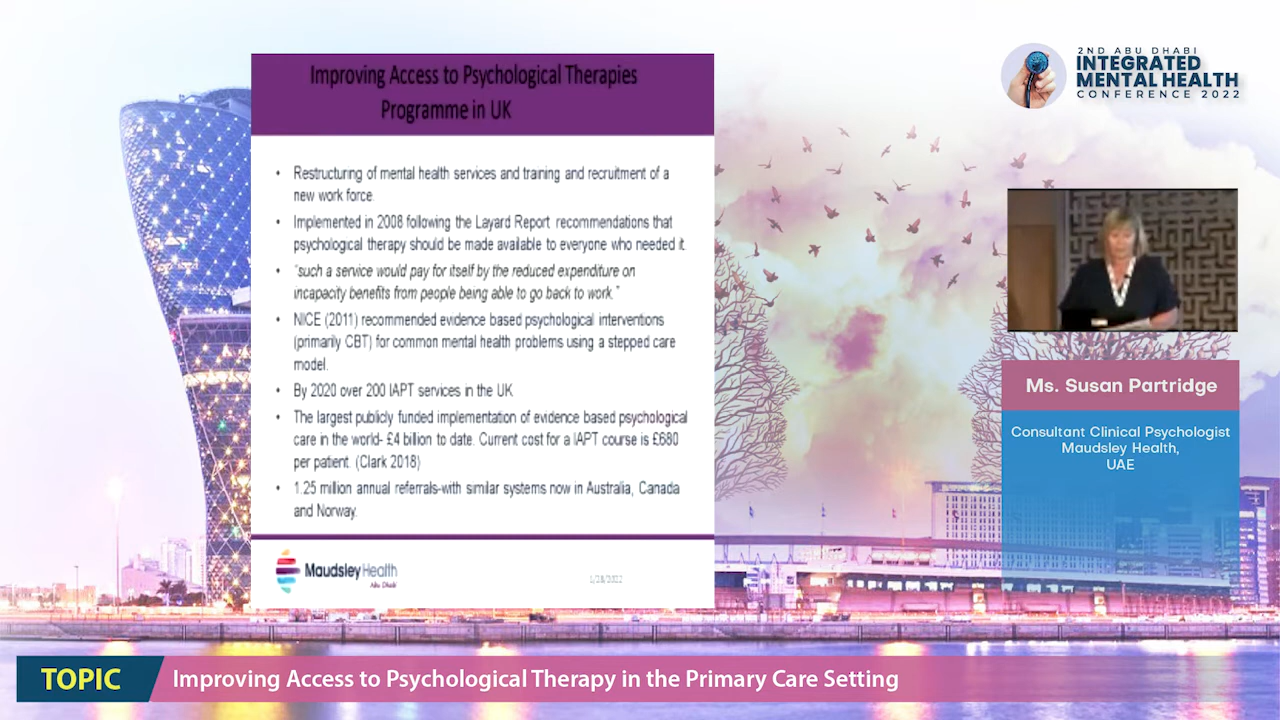 Improving Access to Psychological Therapies
Programme in UK
• Restructuring of mental health services and training and recruitment of a
new work force.
• Implemented in 2008 following the Layard Report recommendations that
psychological therapy should be made available to everyone who needed it.
• "such a service would pay for itself by the reduced expenditure on
incapacity benefits from people being able to go back to work."
• NICE (2011) recommended evidence based psychological interventions
(primarily CBT) for common mental health problems using a stepped care
model.
• By 2020 over 200 IAPT services in the UK
• The largest publicly funded implementation of evidence based psychological
care in the world- £4 billion to date. Current cost for a IAPT course is £680
per patient. (Clark 2018)
• 1.25 million annual referrals-with similar systems now in Australia, Canada
and Norway.
Maudsley Health
Abu Dhabi
1/28/2022
2ND ABU DHABI
INTEGRATED
MENTAL HEALTH
CONFERENCE 2022
Ms. Susan Partridge
Consultant Clinical Psychologist
Maudsley Health,
UAE
TOPIC
Improving Access to Psychological Therapy in the Primary Care Setting